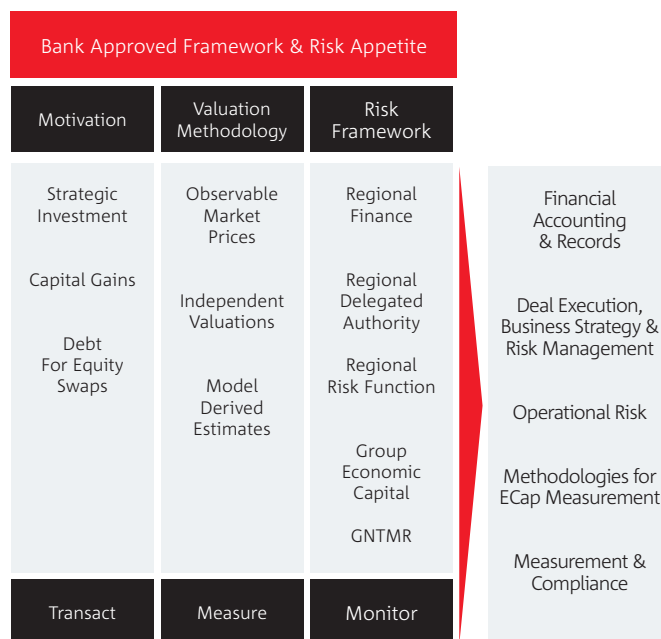 Bank Approved Framework & Risk Appetite
Motivation
Valuation
Methodology
Risk
Framework
Strategic
Investment
Capital Gains
Debt
For Equity
Swaps
Observable
Market
Prices
Independent
Valuations
Model
Derived
Estimates
Regional
Finance
Regional
Delegated
Authority
Regional
Risk Function
Group
Economic
Capital
GNTMR
Financial
Accounting
& Records
Deal Execution,
Business Strategy &
Risk Management
Operational Risk
Methodologies for
ECap Measurement
Measurement &
Compliance
Transact
Measure
Monitor